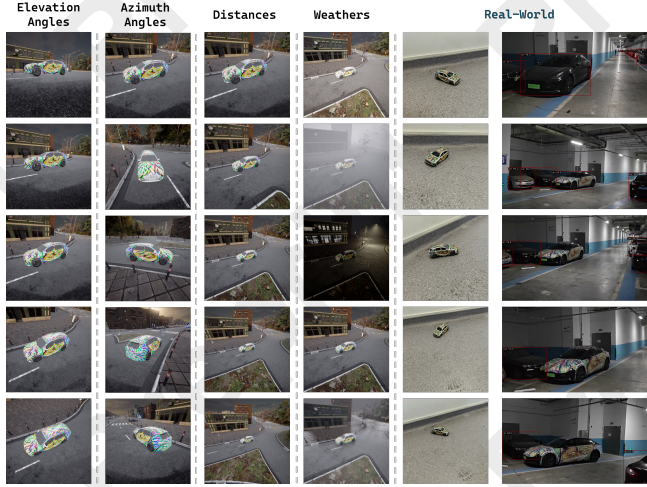 Elevation
Angles
Azimuth
Angles
Distances
Weathers
Real-World